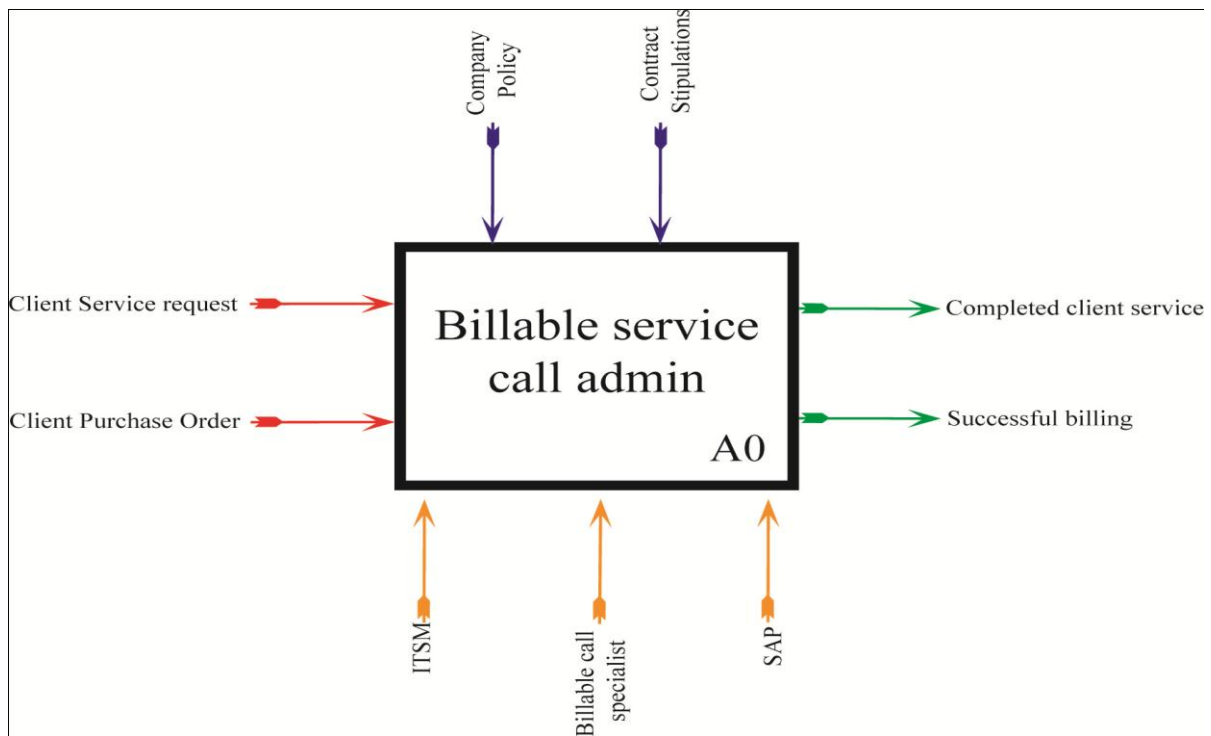 Company
Policy
Contract
Stipulations
Client Service request
Billable service
call admin
Completed client service
Client Purchase Order
Successful billing
A0
ITSM
Billable call
specialist
SAP